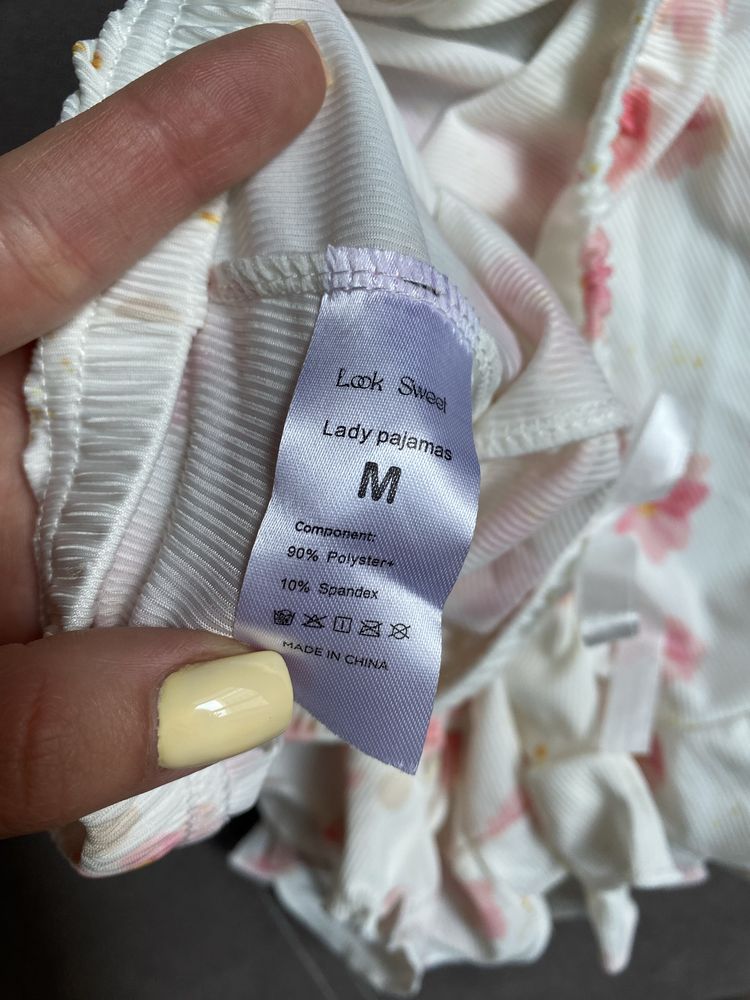 Look Sweet
Lady pajamas
M
Component:
90% Polyster+
10% Spandex
MADE IN CHINA